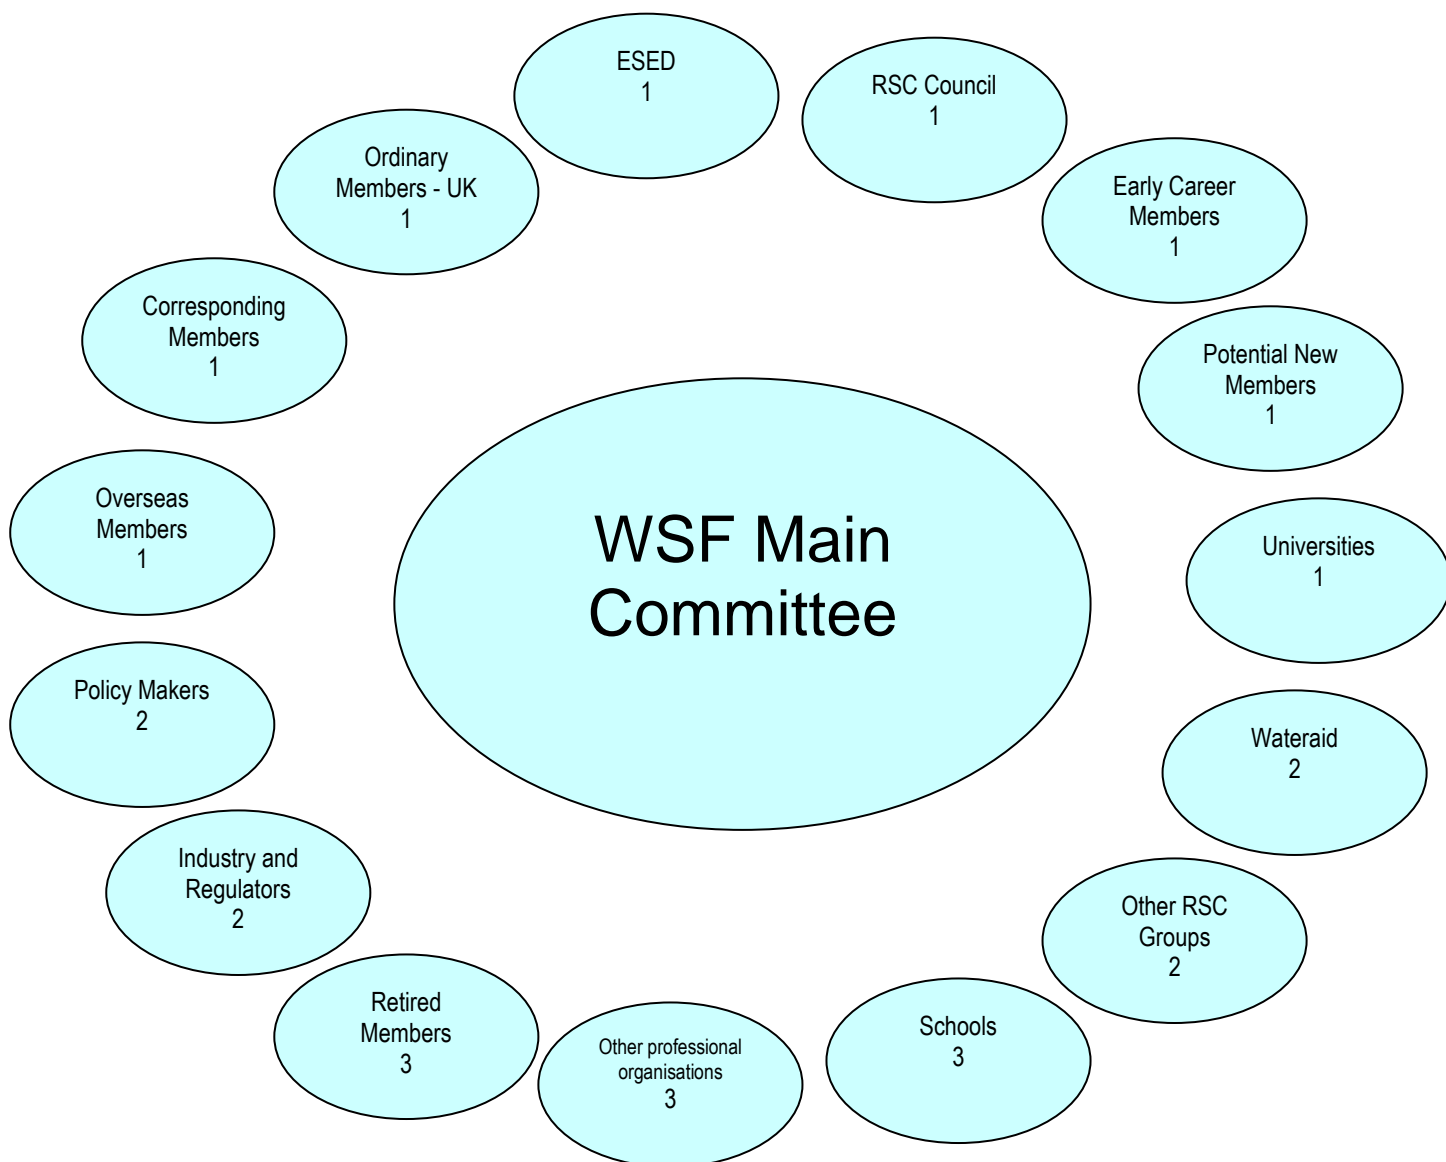 ESED
1
RSC Council
1
Ordinary
Members - UK
1
Early Career
Members
1
Corresponding
Members
1
Potential New
Members
1
Overseas
Members
1
WSF Main
Committee
Universities
1
Policy Makers
2
Wateraid
2
Industry and
Regulators
2
Other RSC
Groups
2
Retired
Members
3
Other professional
organisations
3
Schools
3